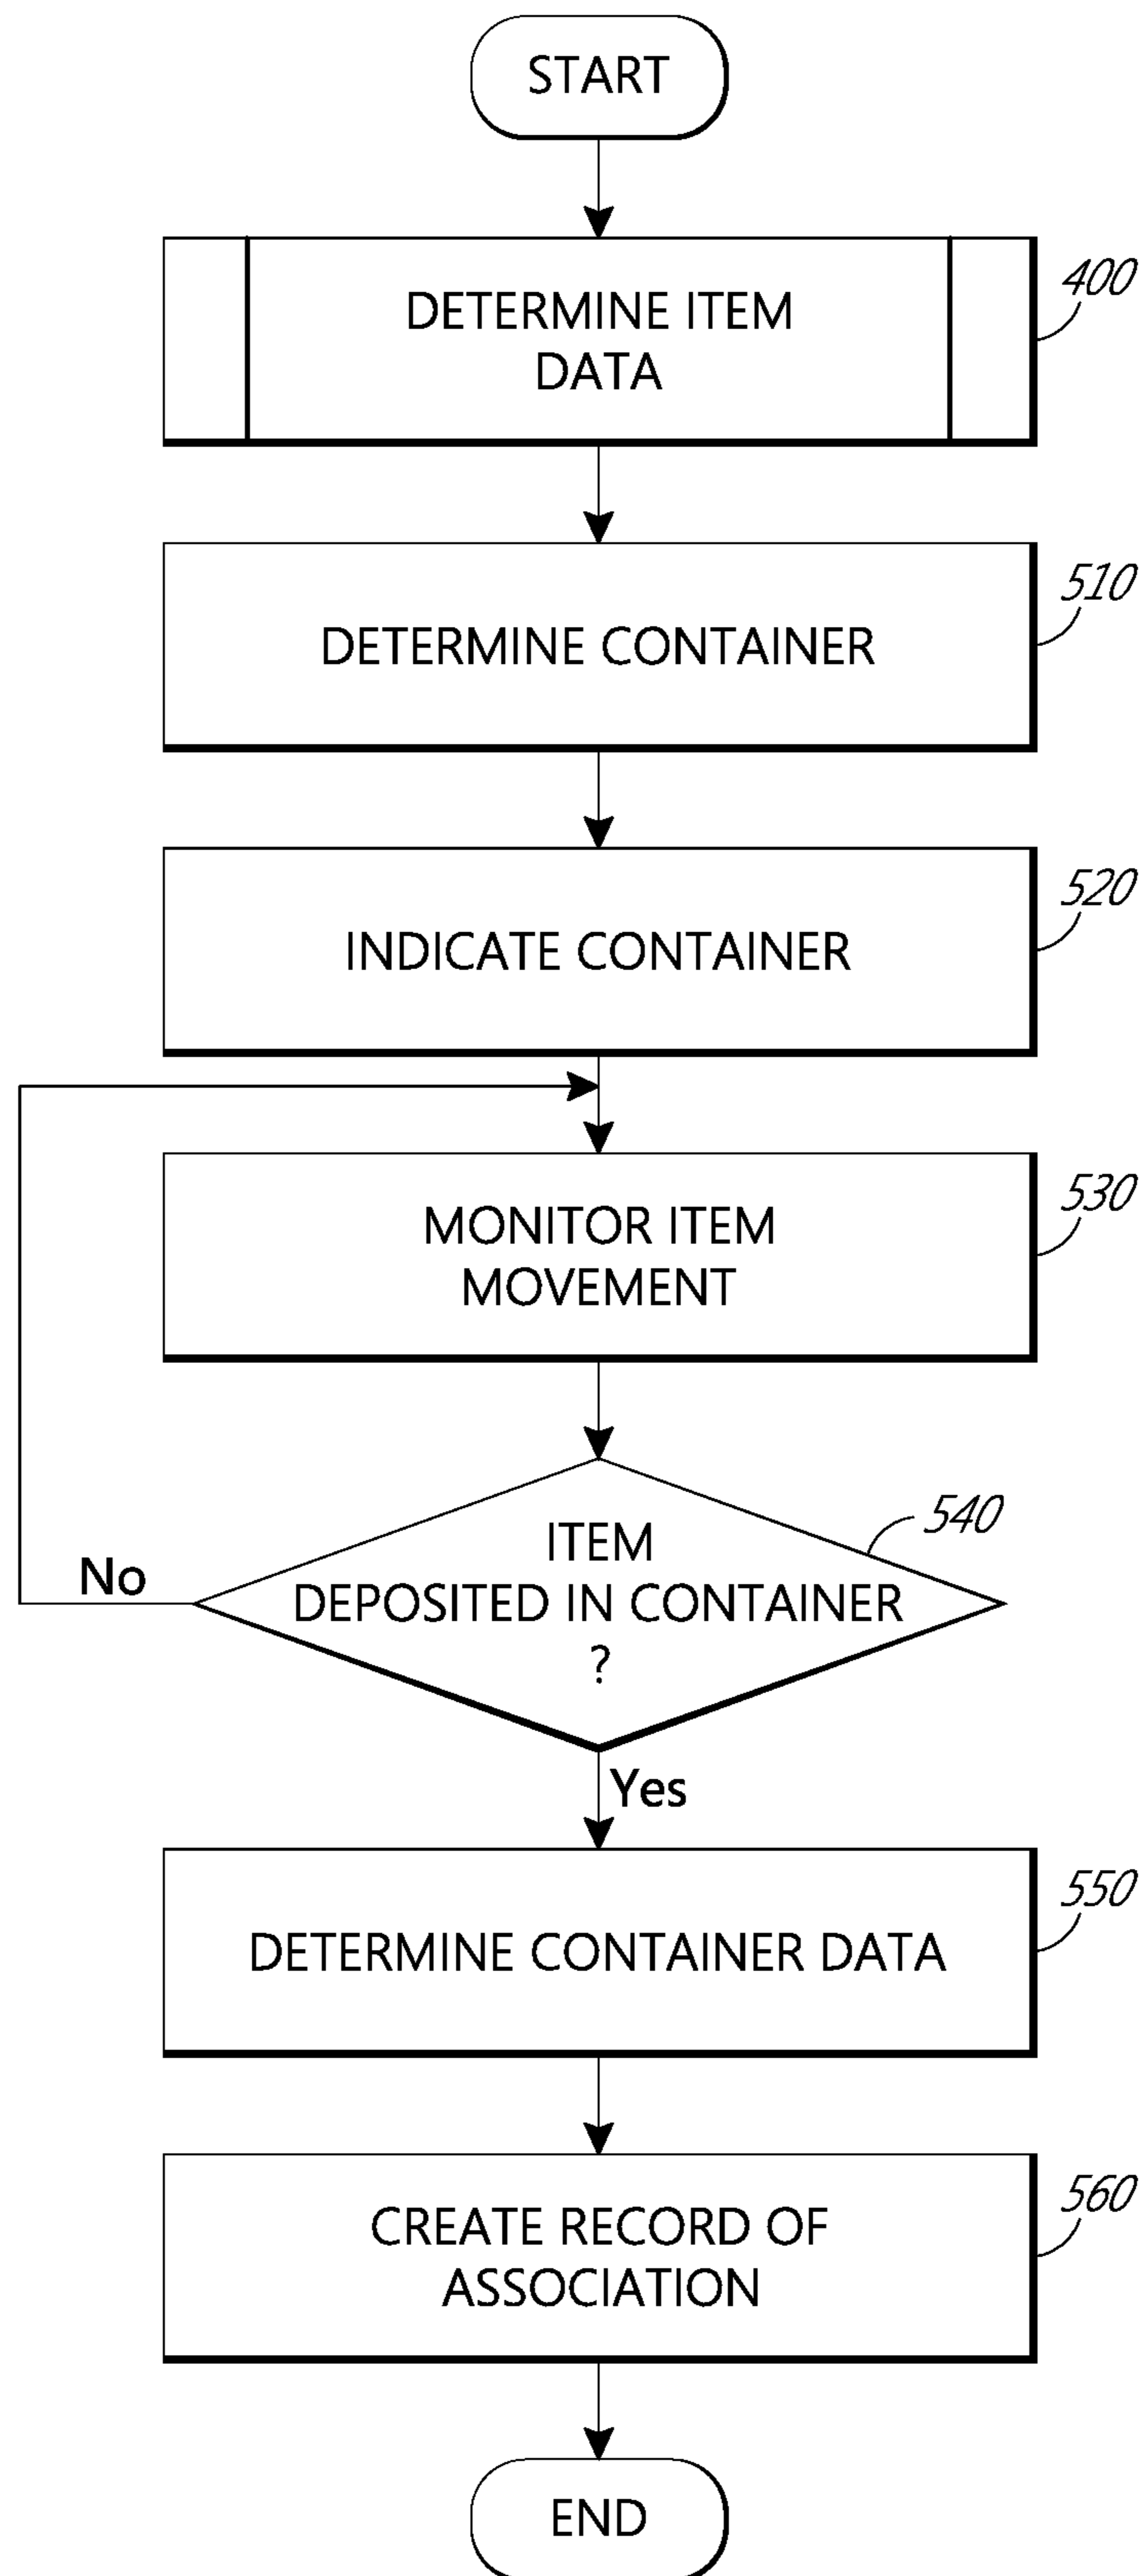 START
DETERMINE ITEM
DATA
400
DETERMINE CONTAINER
510
INDICATE CONTAINER
520
MONITOR ITEM
MOVEMENT
530
ITEM
DEPOSITED IN CONTAINER
?
540
No
Yes
DETERMINE CONTAINER DATA
550
CREATE RECORD OF
ASSOCIATION
560
END